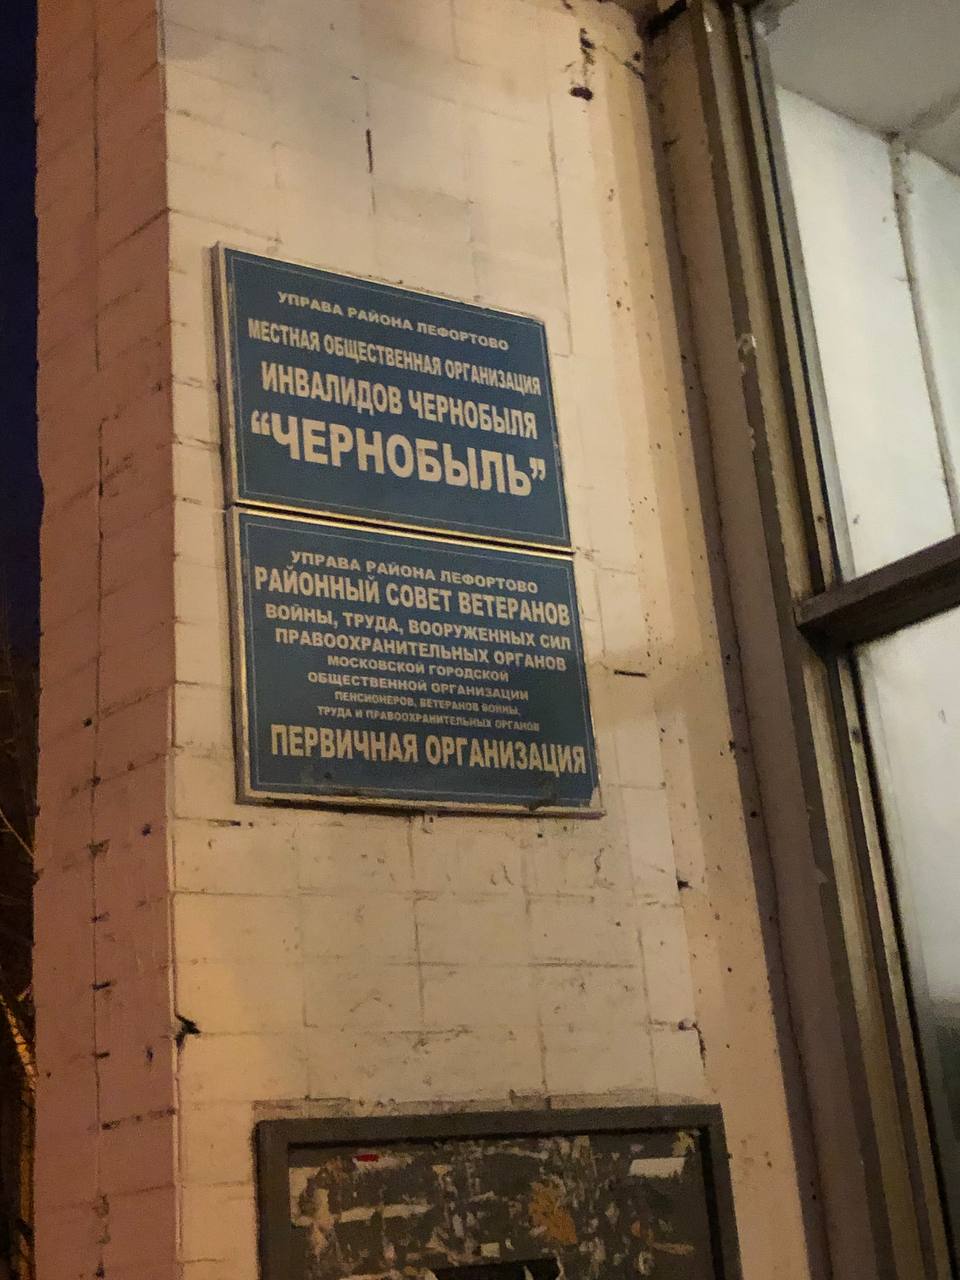 УПРАВА РАЙОНА ЛЕФОРТОВО
МЕСТНАЯ ОБЩЕСТВЕННАЯ ОРГАНИЗАЦИЯ
ИНВАЛИДОВ ЧЕРНОБЫЛЯ
“ЧЕРНОБЫЛЬ”
УПРАВА РАЙОНА ЛЕФОРТОВО
РАЙОННЫЙ СОВЕТ ВЕТЕРАНОВ
ВОЙНЫ, ТРУДА, ВООРУЖЕННЫХ СИЛ
ПРАВООХРАНИТЕЛЬНЫХ ОРГАНОВ
МОСКОВСКОЙ ГОРОДСКОЙ
ОБЩЕСТВЕННОЙ ОРГАНИЗАЦИИ
ПЕНСИОНЕРОВ, ВЕТЕРАНОВ ВОЙНЫ,
ТРУДА И ПРАВООХРАНИТЕЛЬНЫХ ОРГАНОВ
ПЕРВИЧНАЯ ОРГАНИЗАЦИЯ